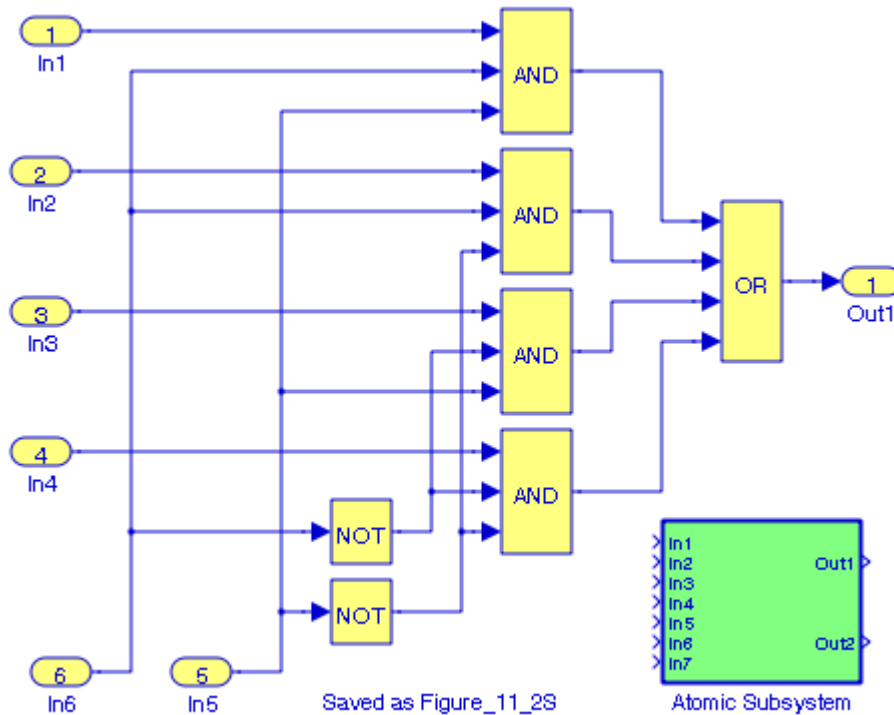 1
In1
AND
2
In2
AND
3
In3
AND
OR
1
Out1
4
In4
AND
NOT
NOT
6
In6
5
In5
Saved as Figure_11_2S
In1
In2
In3
In4
In5
In6
In7
Out1
Out2
Atomic Subsystem